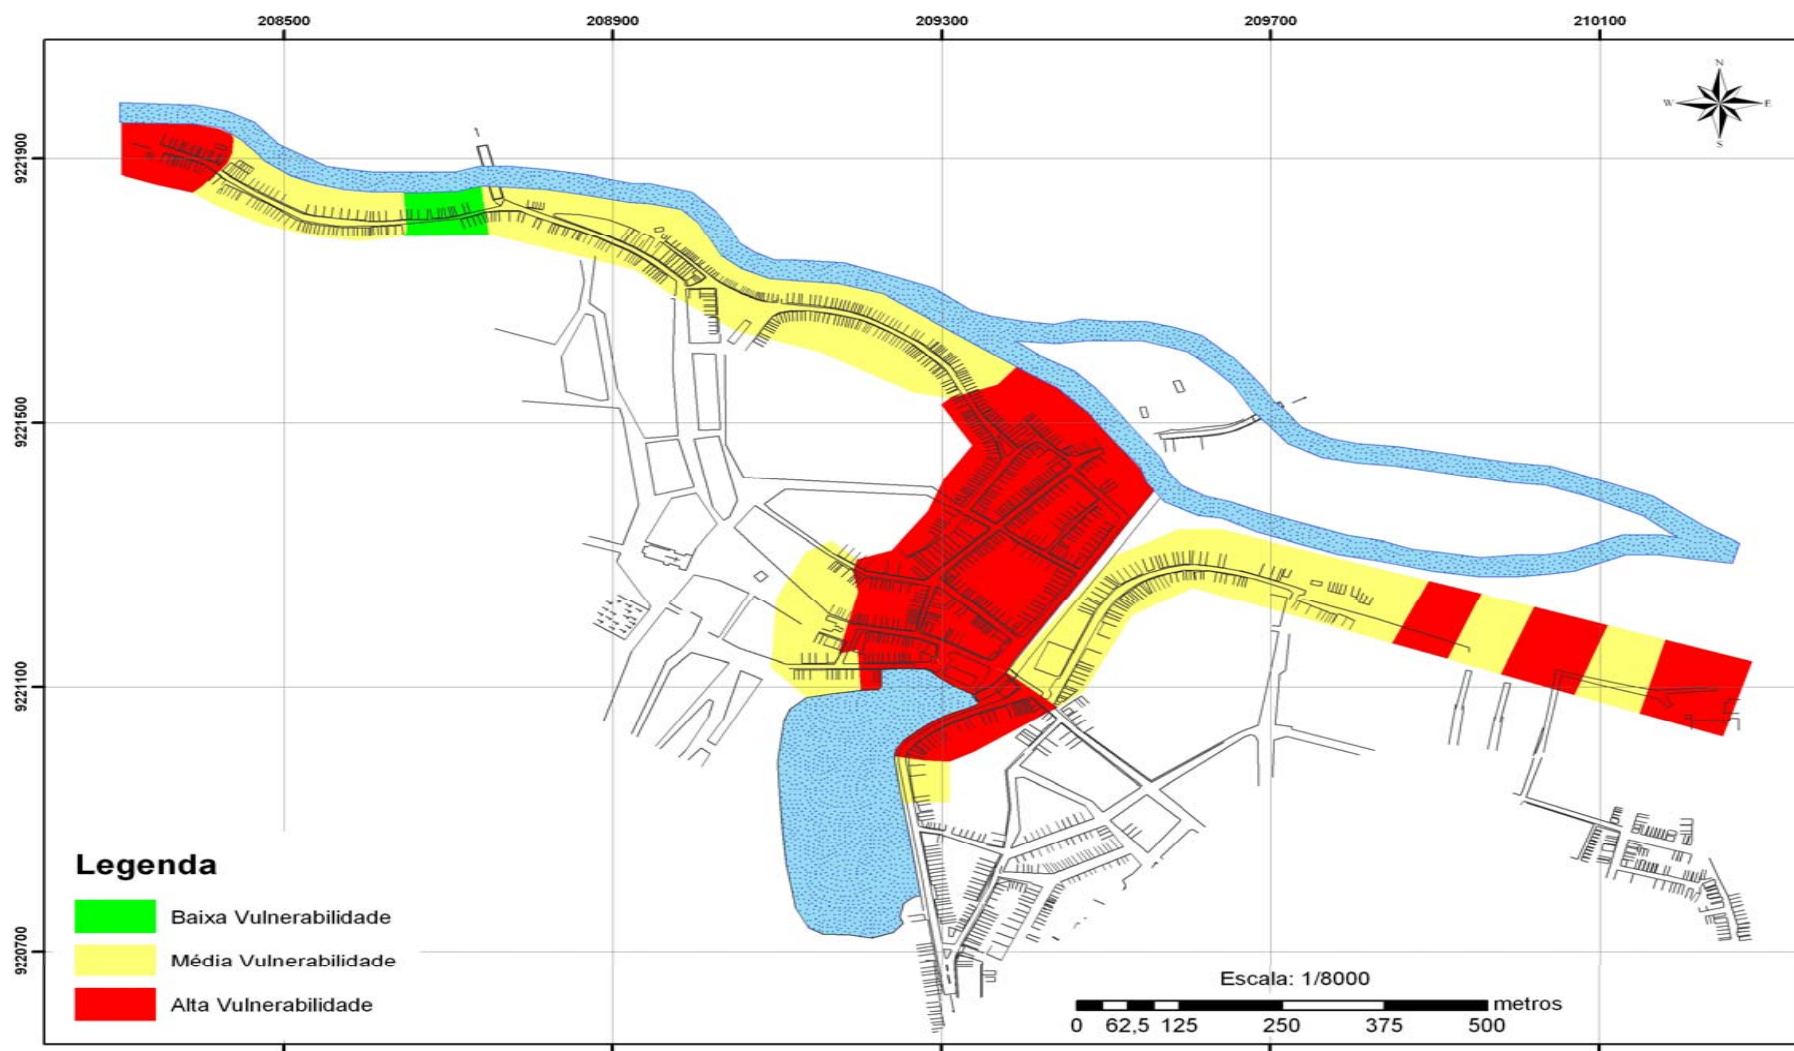 208500 208900 209300 209700 210100
N
W E
S
9221900
9221500
9221100
9220700
Legenda
Baixa Vulnerabilidade
Média Vulnerabilidade
Alta Vulnerabilidade
Escala: 1/8000
metros
0 62,5 125 250 375 500